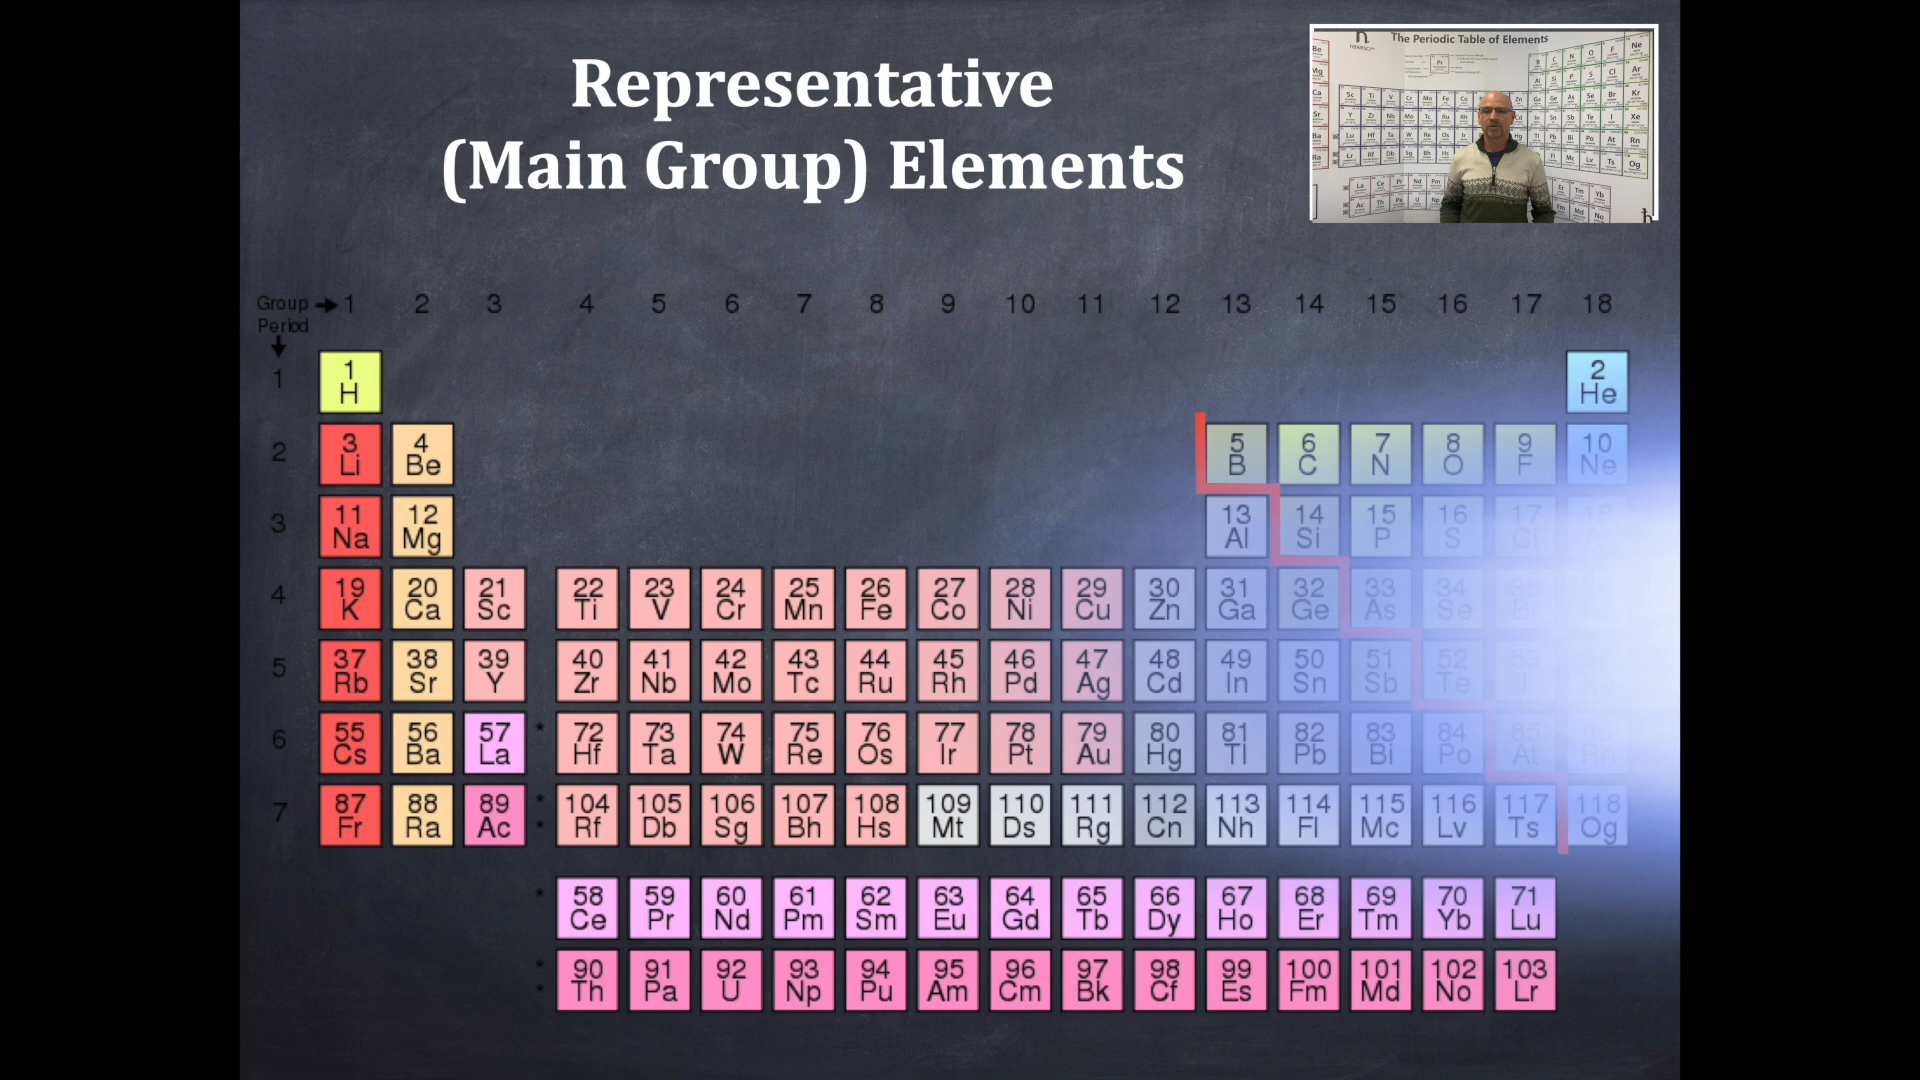 Representative
(Main Group) Elements
The Periodic Table of Elements
Group → 1 2 3 4 5 6 7 8 9 10 11 12 13 14 15 16 17 18
Period
1
1 2
H He
2
3 4 5 6 7 8 9 10
Li Be B C N O F Ne
3
11 12 13 14 15 16 17
Na Mg Al Si P S Cl
4
19 20 21 22 23 24 25 26 27 28 29 30 31 32 33 34
K Ca Sc Ti V Cr Mn Fe Co Ni Cu Zn Ga Ge As Se
5
37 38 39 40 41 42 43 44 45 46 47 48 49 50 51 52
Rb Sr Y Zr Nb Mo Tc Ru Rh Pd Ag Cd In Sn Sb Te
6
55 56 57 * 72 73 74 75 76 77 78 79 80 81 82 83 84 85
Cs Ba La Hf Ta W Re Os Ir Pt Au Hg Tl Pb Bi Po At Rn
7
87 88 89 * 104 105 106 107 108 109 110 111 112 113 114 115 116 117 118
Fr Ra Ac * Rf Db Sg Bh Hs Mt Ds Rg Cn Nh Fl Mc Lv Ts Og
* 58 59 60 61 62 63 64 65 66 67 68 69 70 71
Ce Pr Nd Pm Sm Eu Gd Tb Dy Ho Er Tm Yb Lu
* 90 91 92 93 94 95 96 97 98 99 100 101 102 103
* Th Pa U Np Pu Am Cm Bk Cf Es Fm Md No Lr